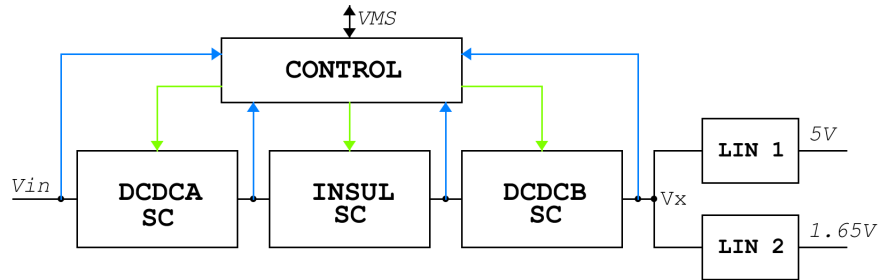 VMS
CONTROL
Vin
DCDCA
SC
INSUL
SC
DCDCB
SC
Vx
LIN 1
5V
LIN 2
1.65V